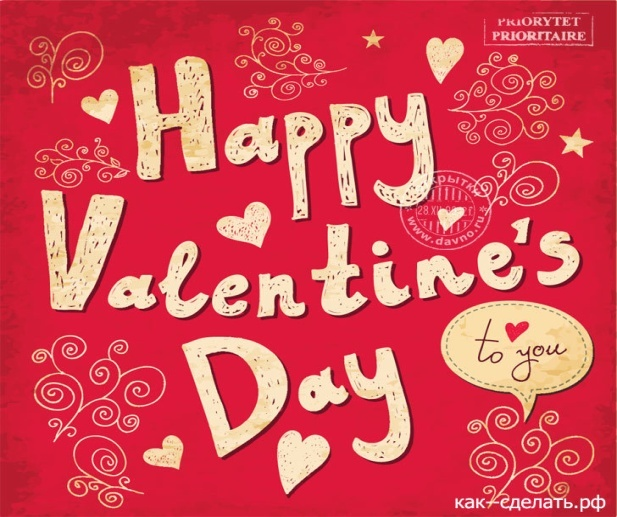 PRIORYTET
PRIORITAIRE
Happy
Valentine's
Day
to you
www.davno.ru
как-сделать.рф